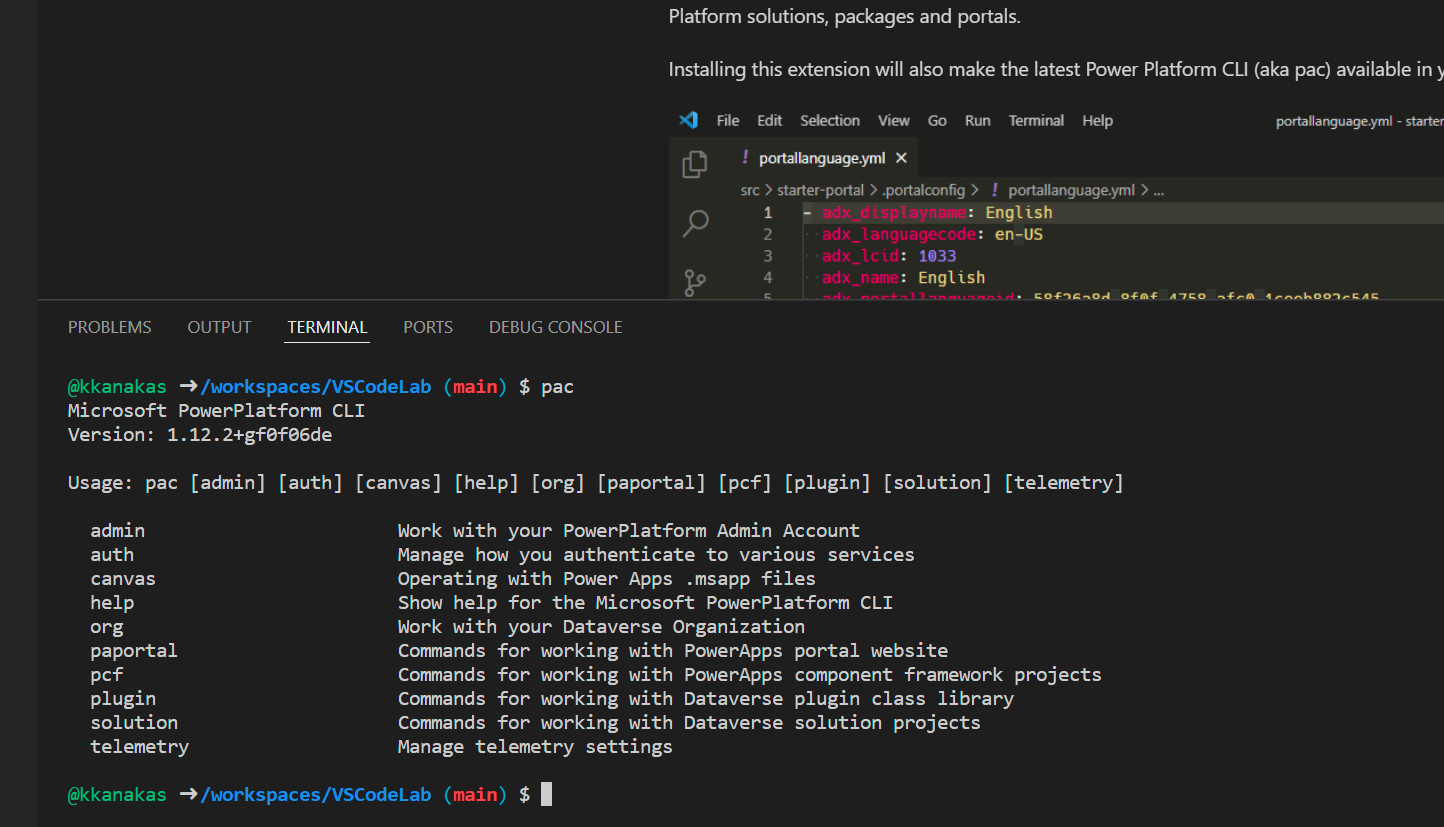 Platform solutions, packages and portals.
Installing this extension will also make the latest Power Platform CLI (aka pac) available in
File Edit Selection View Go Run Terminal Help portallanguage.yml - starter
! portallanguage.yml ×
src > starter-portal > .portalconfig > ! portallanguage.yml > ...
1 - adx_displayname: English
2 adx_languagecode: en-US
3 adx_lcid: 1033
4 adx_name: English
5 adx_portallanguageid:
PROBLEMS OUTPUT TERMINAL PORTS DEBUG CONSOLE
@kkanakas ➜/workspaces/VSCodeLab (main) $ pac
Microsoft PowerPlatform CLI
Version: 1.12.2+gf0f06de
Usage: pac [admin] [auth] [canvas] [help] [org] [paportal] [pcf] [plugin] [solution] [telemetry]
admin Work with your PowerPlatform Admin Account
auth Manage how you authenticate to various services
canvas Operating with Power Apps .msapp files
help Show help for the Microsoft PowerPlatform CLI
org Work with your Dataverse Organization
paportal Commands for working with PowerApps portal website
pcf Commands for working with PowerApps component framework projects
plugin Commands for working with Dataverse plugin class library
solution Commands for working with Dataverse solution projects
telemetry Manage telemetry settings
@kkanakas ➜/workspaces/VSCodeLab (main) $